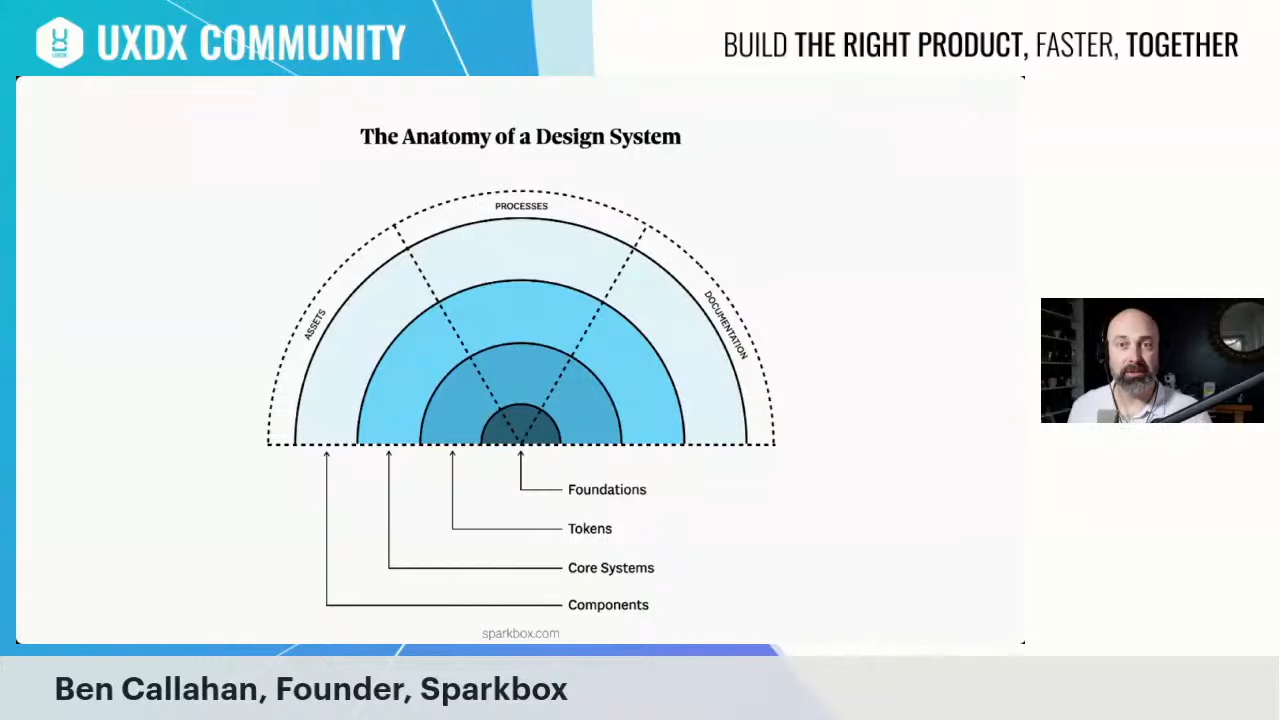 UXDX COMMUNITY
UXDX
BUILD THE RIGHT PRODUCT, FASTER, TOGETHER
The Anatomy of a Design System
PROCESSES
ASSETS
DOCUMENTATION
Foundations
Tokens
Core Systems
Components
sparkbox.com
Ben Callahan, Founder, Sparkbox